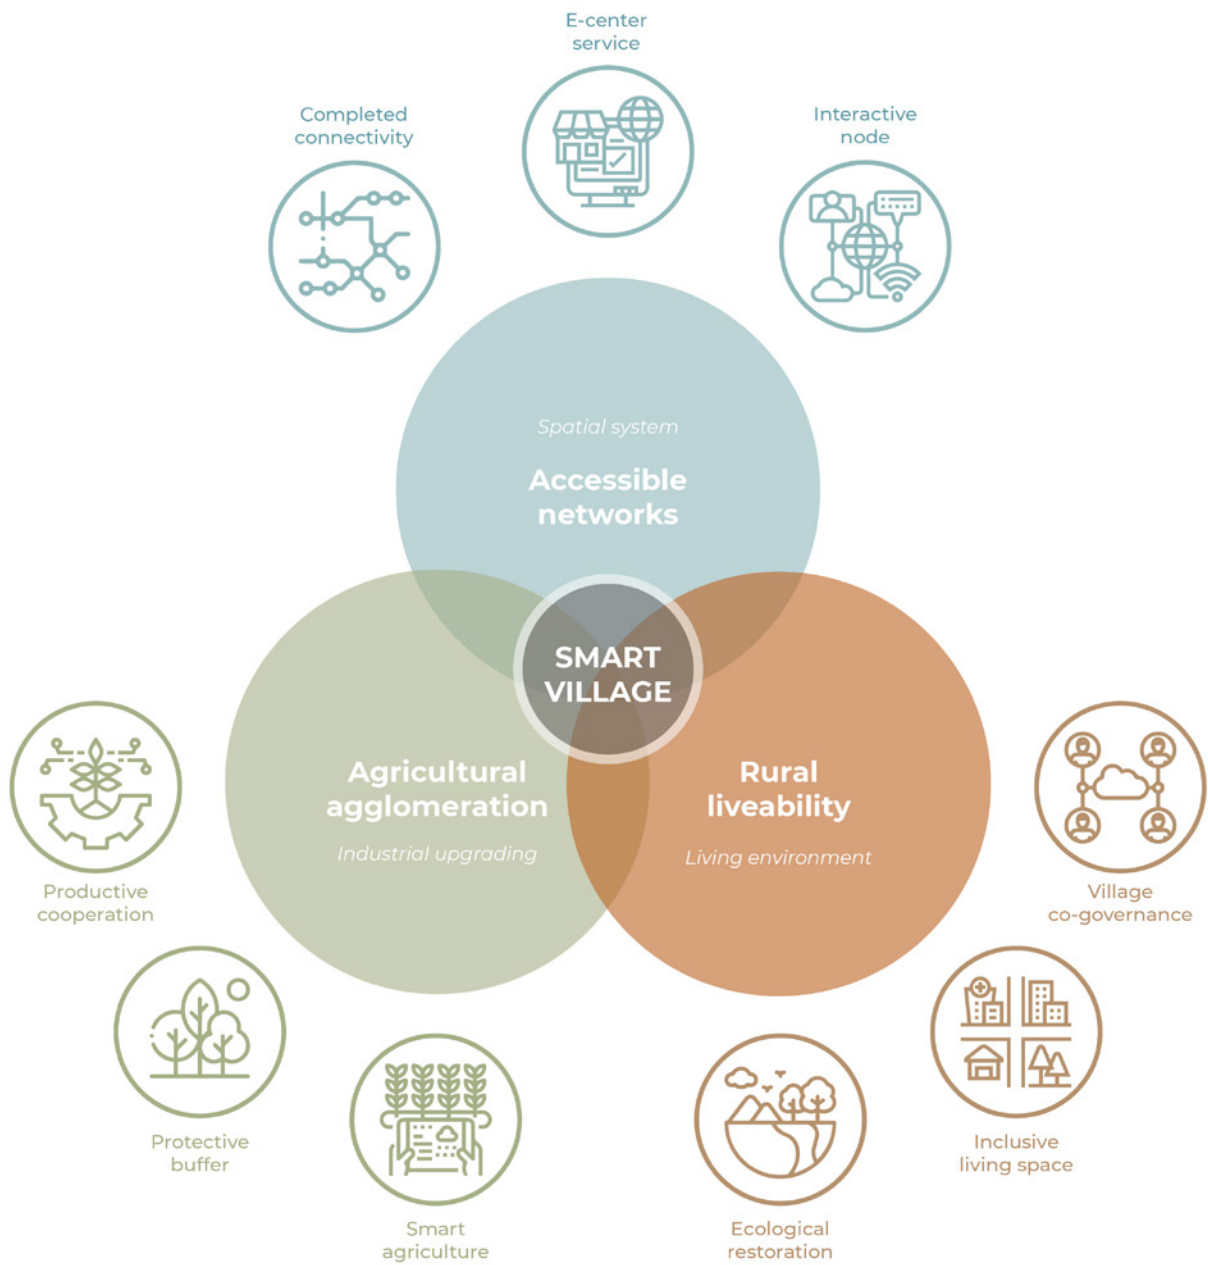 E-center
service
Completed
connectivity
Interactive
node
Spatial system
Accessible
networks
SMART
VILLAGE
Agricultural
agglomeration
Industrial upgrading
Rural
liveability
Living environment
Productive
cooperation
Village
co-governance
Protective
buffer
Inclusive
living space
Smart
agriculture
Ecological
restoration